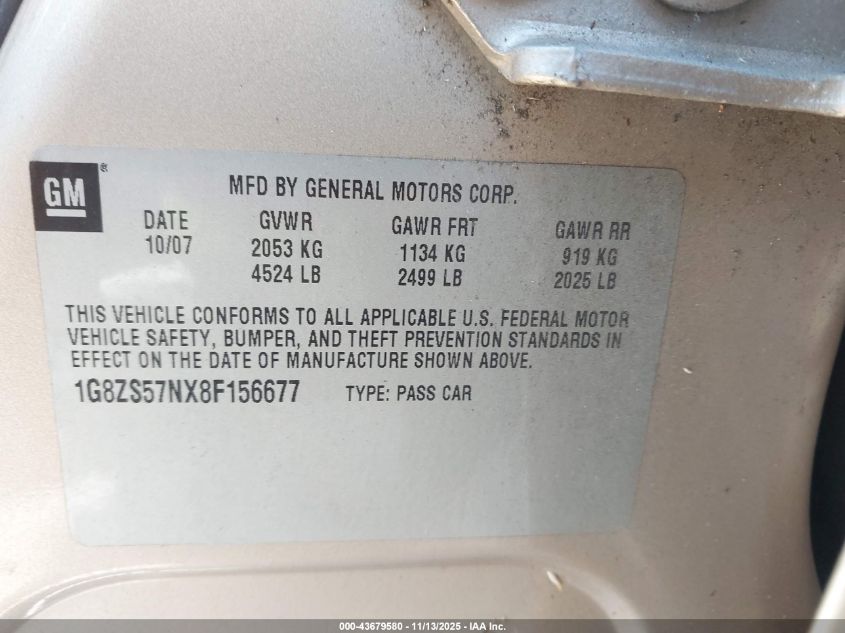 GM ®
MFD BY GENERAL MOTORS CORP.
DATE GVWR GAWR FRT GAWR RR
10/07 2053 KG 1134 KG 919 KG
4524 LB 2499 LB 2025 LB
THIS VEHICLE CONFORMS TO ALL APPLICABLE U.S. FEDERAL MOTOR
VEHICLE SAFETY, BUMPER, AND THEFT PREVENTION STANDARDS IN
EFFECT ON THE DATE OF MANUFACTURE SHOWN ABOVE.
1G8ZS57NX8F156677 TYPE: PASS CAR
000-43679580 - 11/13/2025 - IAA Inc.